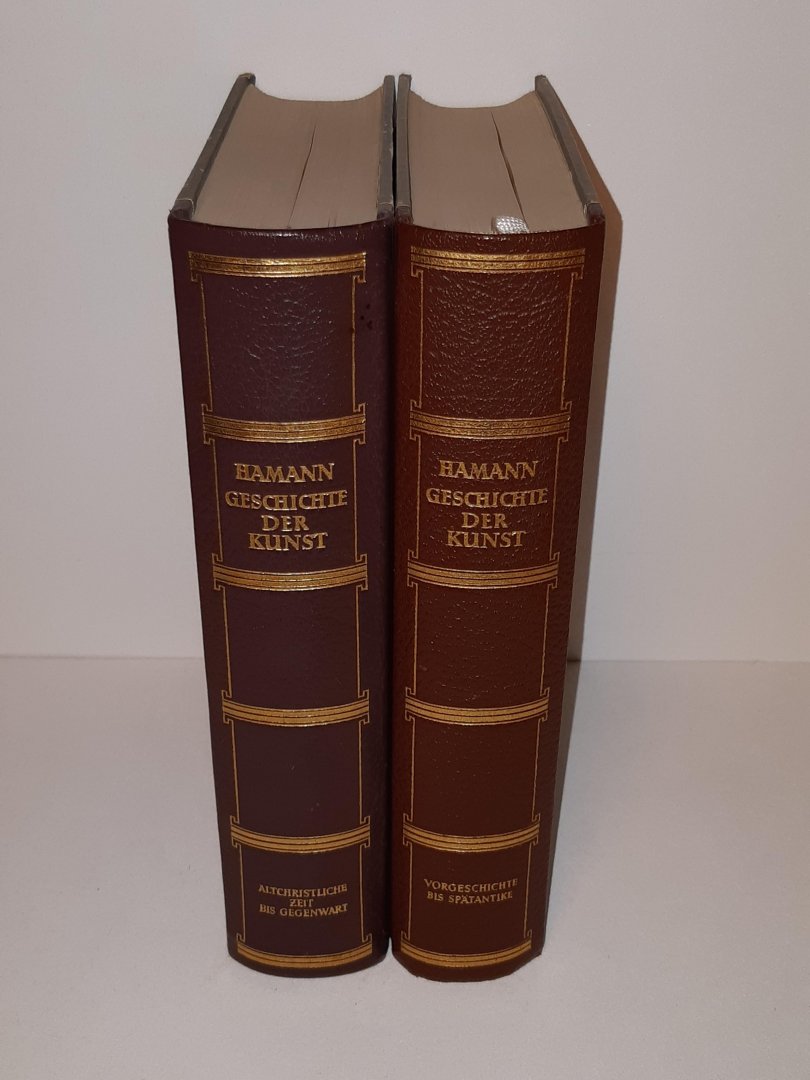 HAMANN
GESCHICHTE
DER
KUNST
ALTCHRISTLICHE
ZEIT
BIS GEGENWART
HAMANN
GESCHICHTE
DER
KUNST
VORGESCHICHTE
BIS SPÄTANTIKE